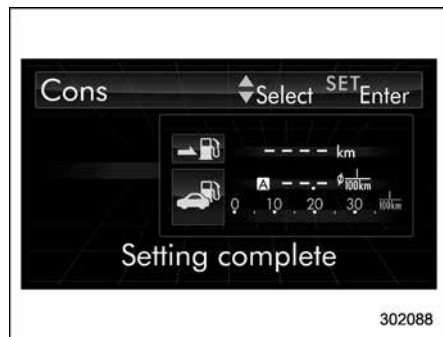 Cons Select SET Enter
---- km
A --.- ϕ l/100km
0 . 10 . 20 . 30 . l/100km
Setting complete
302088